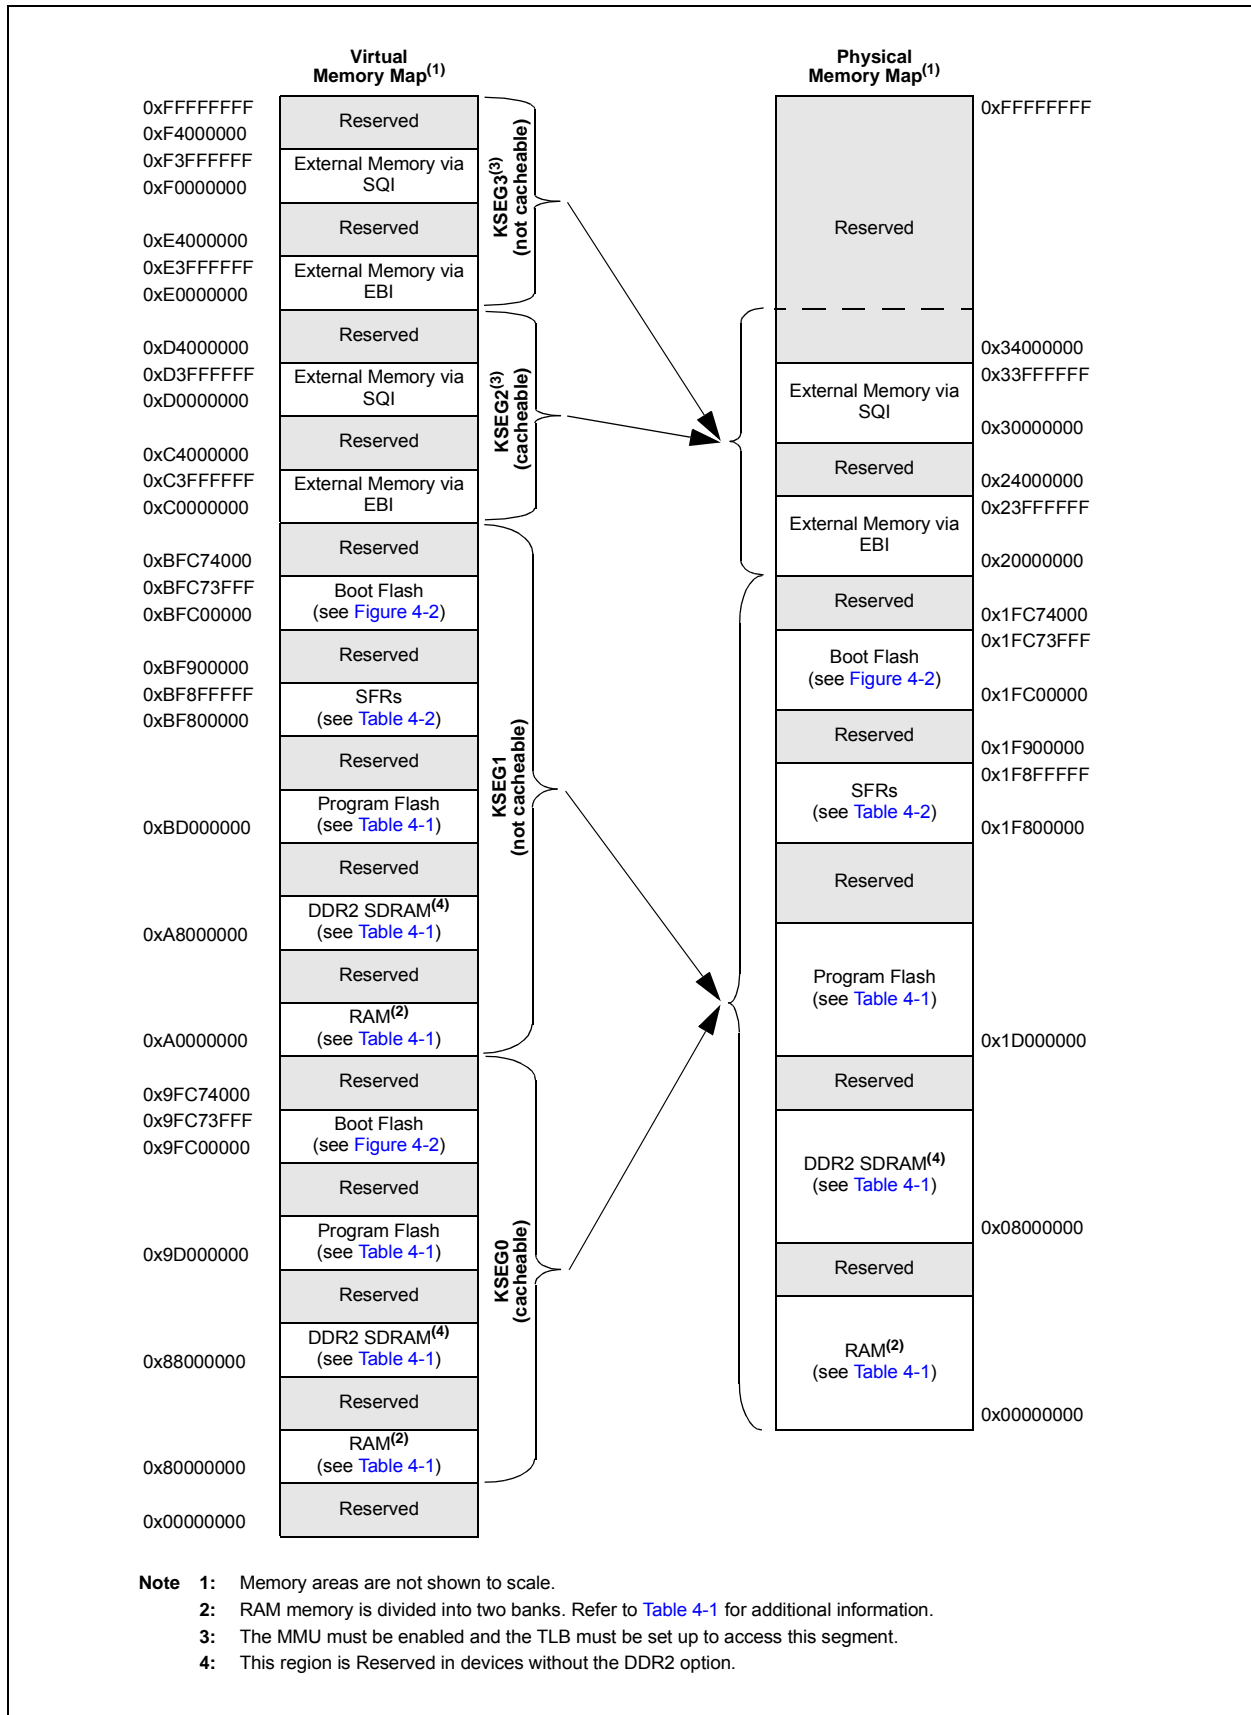 Virtual
Memory Map(1)
0xFFFFFFFF
Reserved
0xF4000000
0xF3FFFFFF
External Memory via
SQI
0xF0000000
Reserved
0xE4000000
0xE3FFFFFF
External Memory via
EBI
0xE0000000
KSEG3(3)
(not cacheable)
Reserved
0xD4000000
0xD3FFFFFF
External Memory via
SQI
0xD0000000
Reserved
0xC4000000
0xC3FFFFFF
External Memory via
EBI
0xC0000000
KSEG2(3)
(cacheable)
Reserved
0xBFC74000
0xBFC73FFF
Boot Flash
(see Figure 4-2)
0xBFC00000
Reserved
0xBF900000
0xBF8FFFFF
SFRs
(see Table 4-2)
0xBF800000
Reserved
Program Flash
(see Table 4-1)
0xBD000000
Reserved
DDR2 SDRAM(4)
(see Table 4-1)
0xA8000000
Reserved
RAM(2)
(see Table 4-1)
0xA0000000
KSEG1
(not cacheable)
Reserved
0x9FC74000
0x9FC73FFF
Boot Flash
(see Figure 4-2)
0x9FC00000
Reserved
Program Flash
(see Table 4-1)
0x9D000000
Reserved
DDR2 SDRAM(4)
(see Table 4-1)
0x88000000
Reserved
RAM(2)
(see Table 4-1)
0x80000000
KSEG0
(cacheable)
Reserved
0x00000000
Physical
Memory Map(1)
0xFFFFFFFF
Reserved
0x34000000
0x33FFFFFF
External Memory via
SQI
0x30000000
Reserved
0x24000000
0x23FFFFFF
External Memory via
EBI
0x20000000
Reserved
0x1FC74000
0x1FC73FFF
Boot Flash
(see Figure 4-2)
0x1FC00000
Reserved
0x1F900000
0x1F8FFFFF
SFRs
(see Table 4-2)
0x1F800000
Reserved
Program Flash
(see Table 4-1)
0x1D000000
Reserved
DDR2 SDRAM(4)
(see Table 4-1)
0x08000000
Reserved
RAM(2)
(see Table 4-1)
0x00000000
Note 1: Memory areas are not shown to scale.
2: RAM memory is divided into two banks. Refer to Table 4-1 for additional information.
3: The MMU must be enabled and the TLB must be set up to access this segment.
4: This region is Reserved in devices without the DDR2 option.